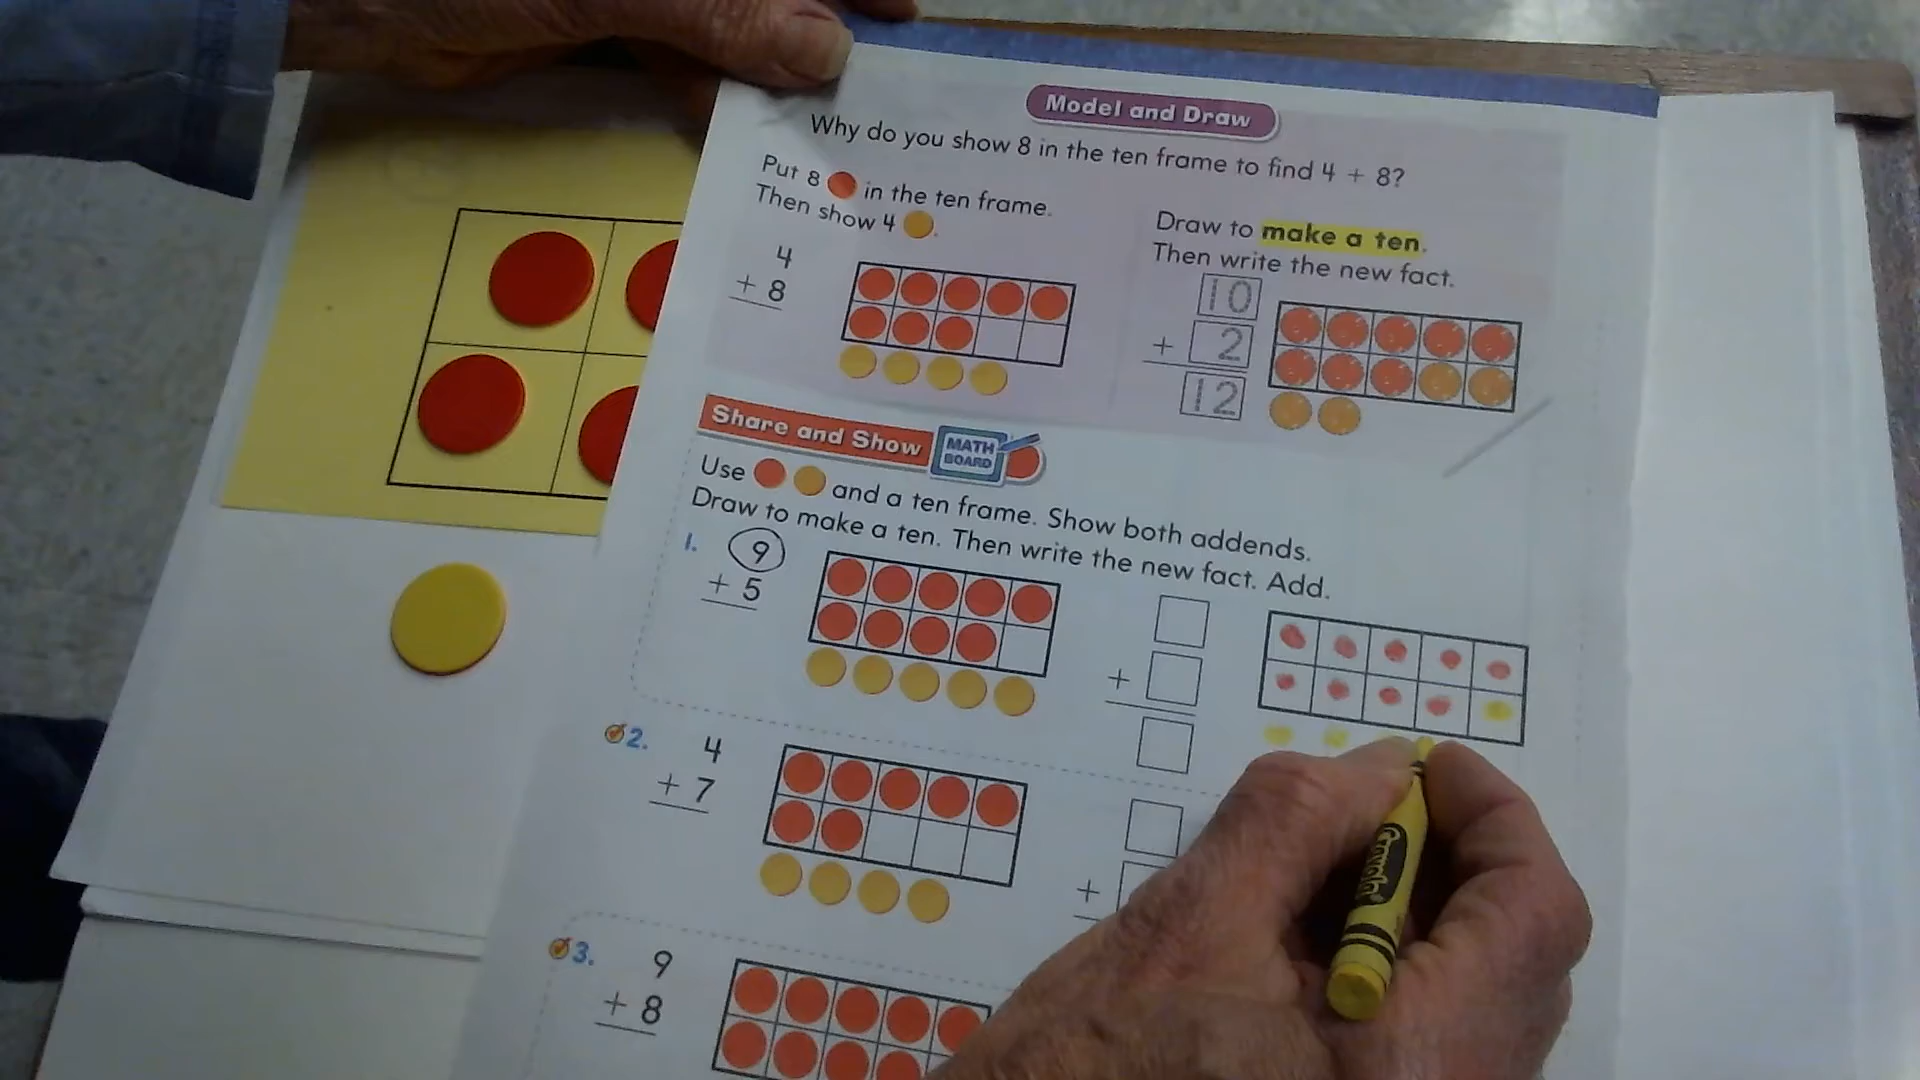 Model and Draw
Why do you show 8 in the ten frame to find 4 + 8?
Put 8 in the ten frame.
Then show 4 .
4
+ 8
Draw to make a ten.
Then write the new fact.
10
+ 2
12
Share and Show
MATH
BOARD
Use and a ten frame. Show both addends.
Draw to make a ten. Then write the new fact. Add.
1.
9
+ 5
+
2.
4
+ 7
+
3.
9
+ 8
Crayola